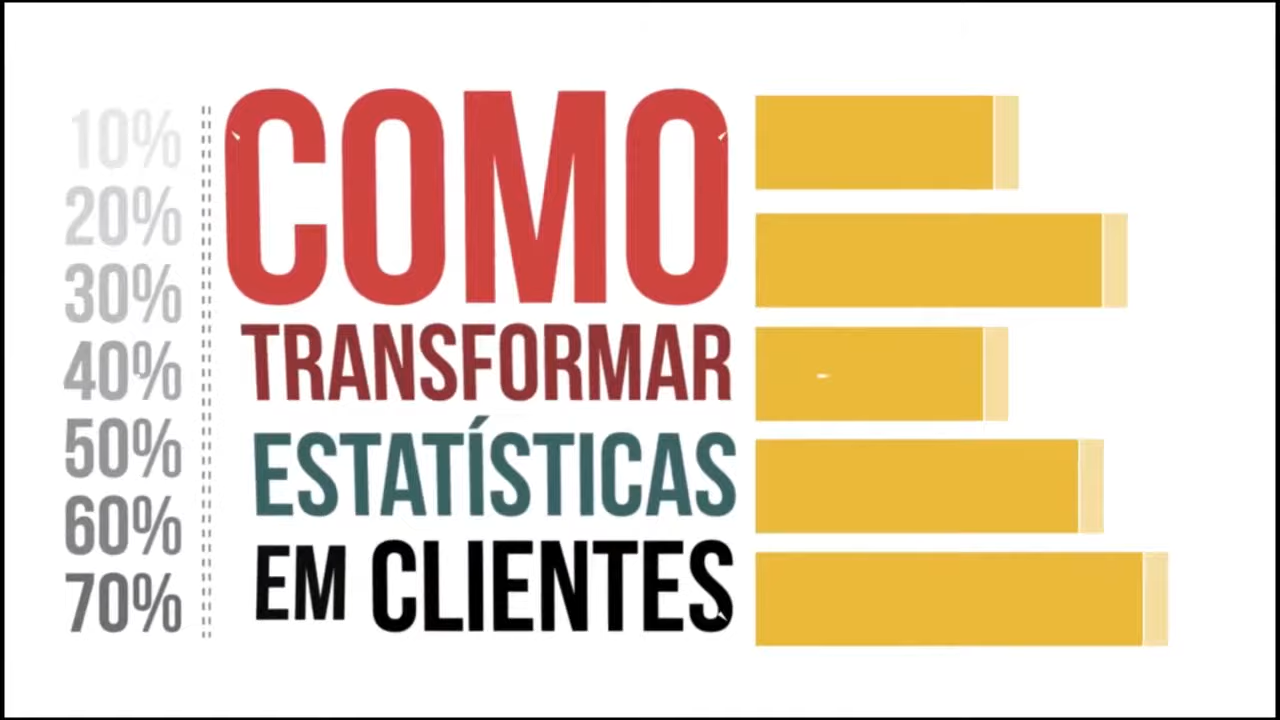 10%
20%
30%
40%
50%
60%
70%
COMO
TRANSFORMAR
ESTATÍSTICAS
EM CLIENTES